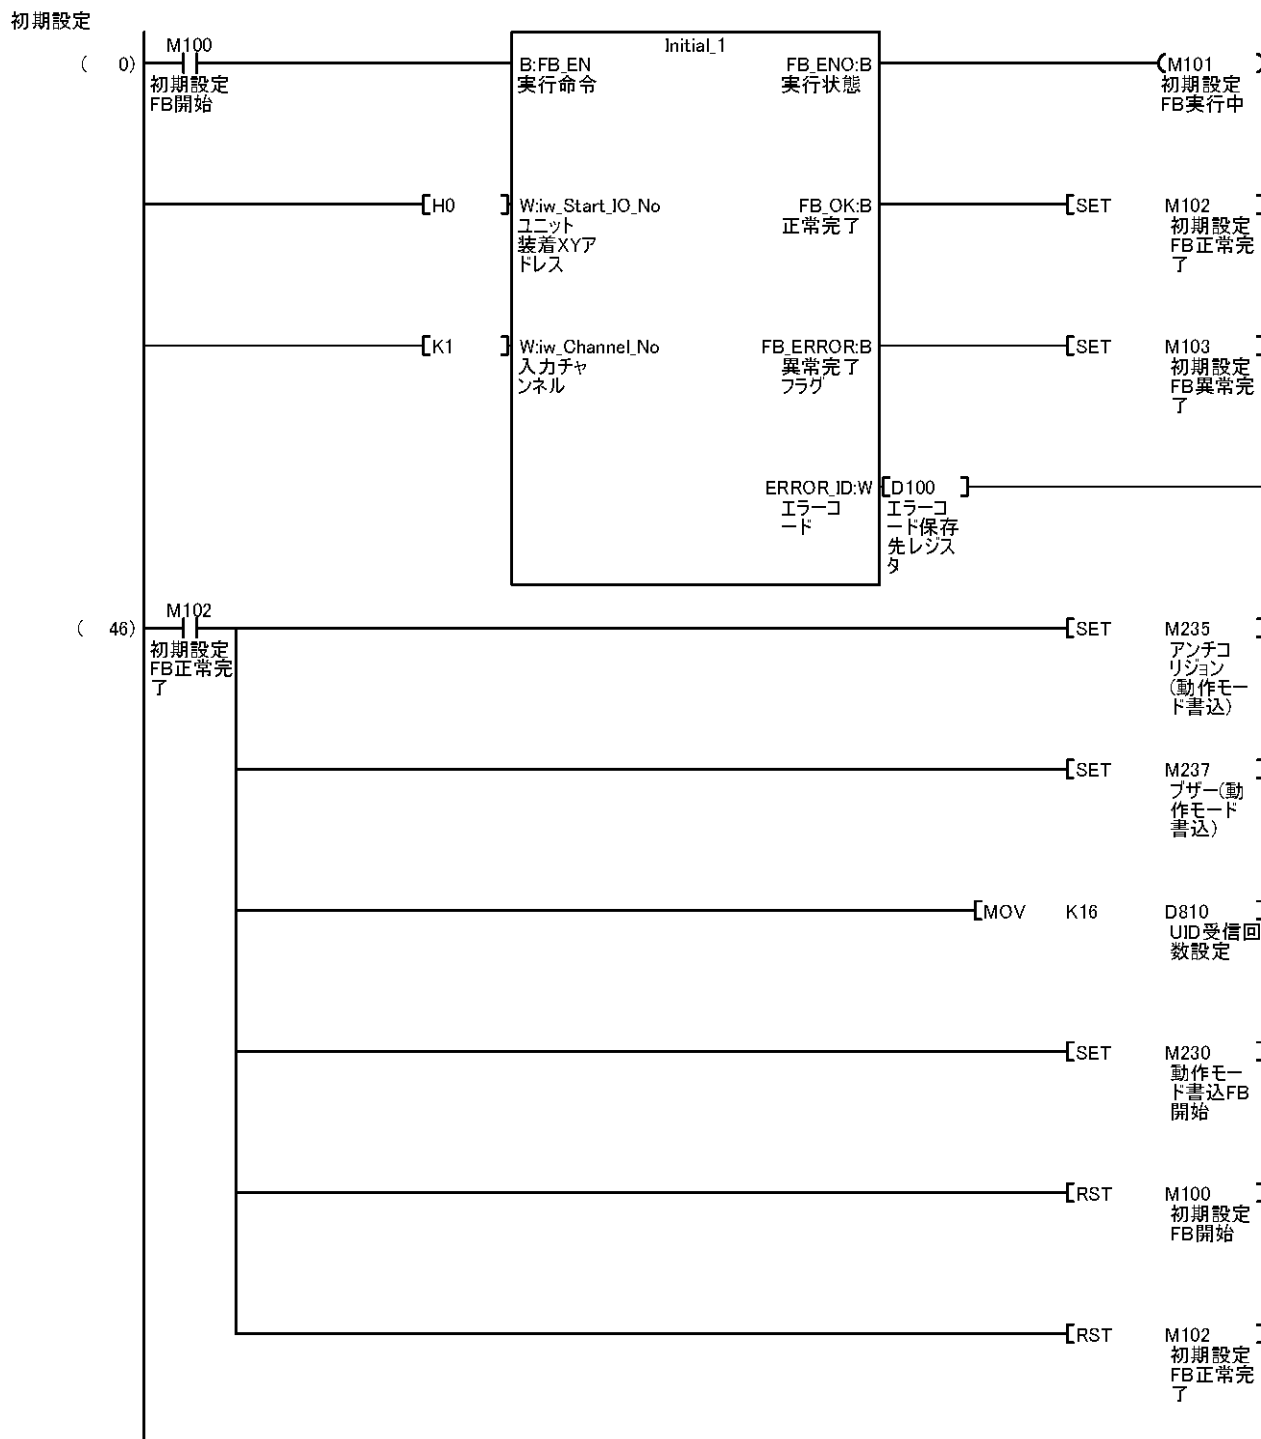 初期設定
M100
( 0)
初期設定
FB開始
Initial_1
B:FB_EN
実行命令
FB_ENO:B
実行状態
M101
初期設定
FB実行中
[H0 ]
W:iw_Start_IO_No
ユニット
装着XYア
ドレス
FB_OK:B
正常完了
[SET M102 ]
初期設定
FB正常完
了
[K1 ]
W:iw_Channel_No
入力チャ
ンネル
FB_ERROR:B
異常完了
フラグ
[SET M103 ]
初期設定
FB異常完
了
ERROR_ID:W
エラーコ
ード
[D100 ]
エラーコ
ード保存
先レジス
タ
M102
( 46)
初期設定
FB正常完
了
[SET M235 ]
アンチコ
リジョン
(動作モー
ド書込)
[SET M237 ]
ブザー(動
作モード
書込)
[MOV K16 D810 ]
UID受信回
数設定
[SET M230 ]
動作モー
ド書込FB
開始
[RST M100 ]
初期設定
FB開始
[RST M102 ]
初期設定
FB正常完
了